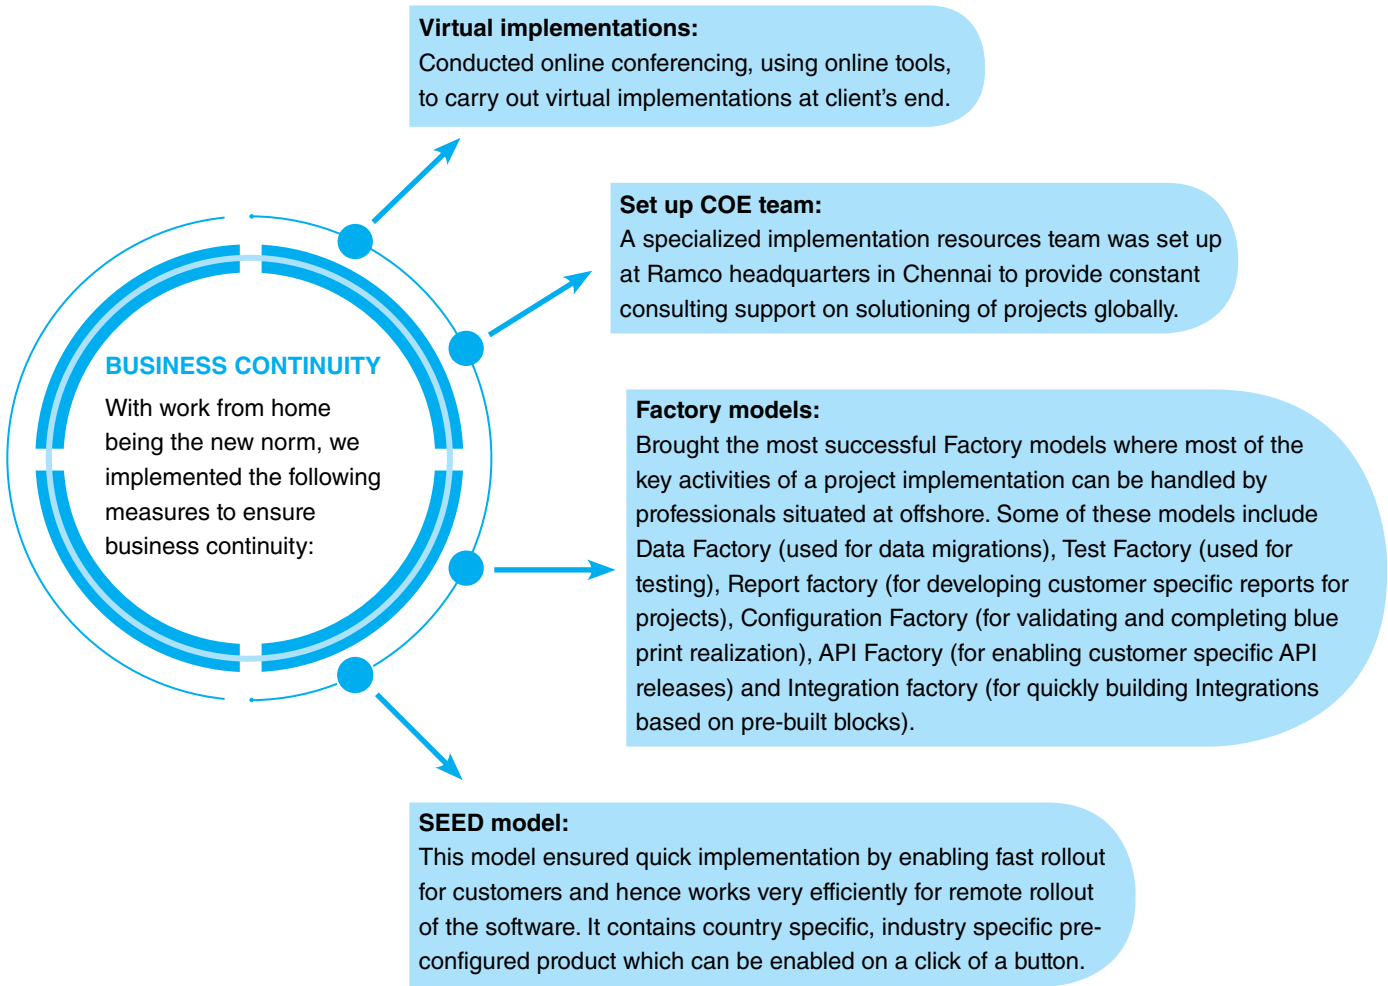 Virtual implementations:
Conducted online conferencing, using online tools,
to carry out virtual implementations at client’s end.
Set up COE team:
A specialized implementation resources team was set up
at Ramco headquarters in Chennai to provide constant
consulting support on solutioning of projects globally.
BUSINESS CONTINUITY
With work from home
being the new norm, we
implemented the following
measures to ensure
business continuity:
Factory models:
Brought the most successful Factory models where most of the
key activities of a project implementation can be handled by
professionals situated at offshore. Some of these models include
Data Factory (used for data migrations), Test Factory (used for
testing), Report factory (for developing customer specific reports for
projects), Configuration Factory (for validating and completing blue
print realization), API Factory (for enabling customer specific API
releases) and Integration factory (for quickly building Integrations
based on pre-built blocks).
SEED model:
This model ensured quick implementation by enabling fast rollout
for customers and hence works very efficiently for remote rollout
of the software. It contains country specific, industry specific pre-
configured product which can be enabled on a click of a button.